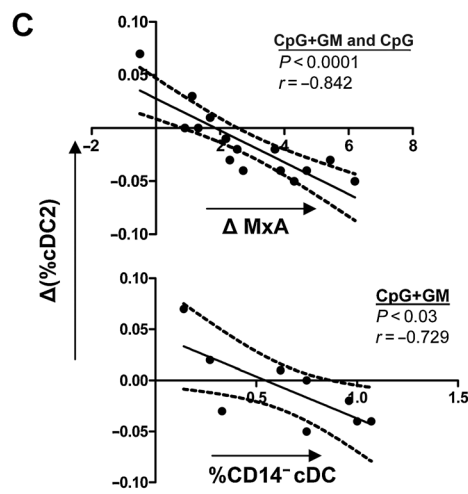 C
0.10
CpG+GM and CpG
P < 0.0001
r = –0.842
0.05
–2
2
4
6
8
–0.05
–0.10
Δ MxA
Δ(%cDC2)
0.10
CpG+GM
P < 0.03
r = –0.729
0.05
0.00
0.5
1.0
1.5
–0.05
–0.10
%CD14⁻ cDC